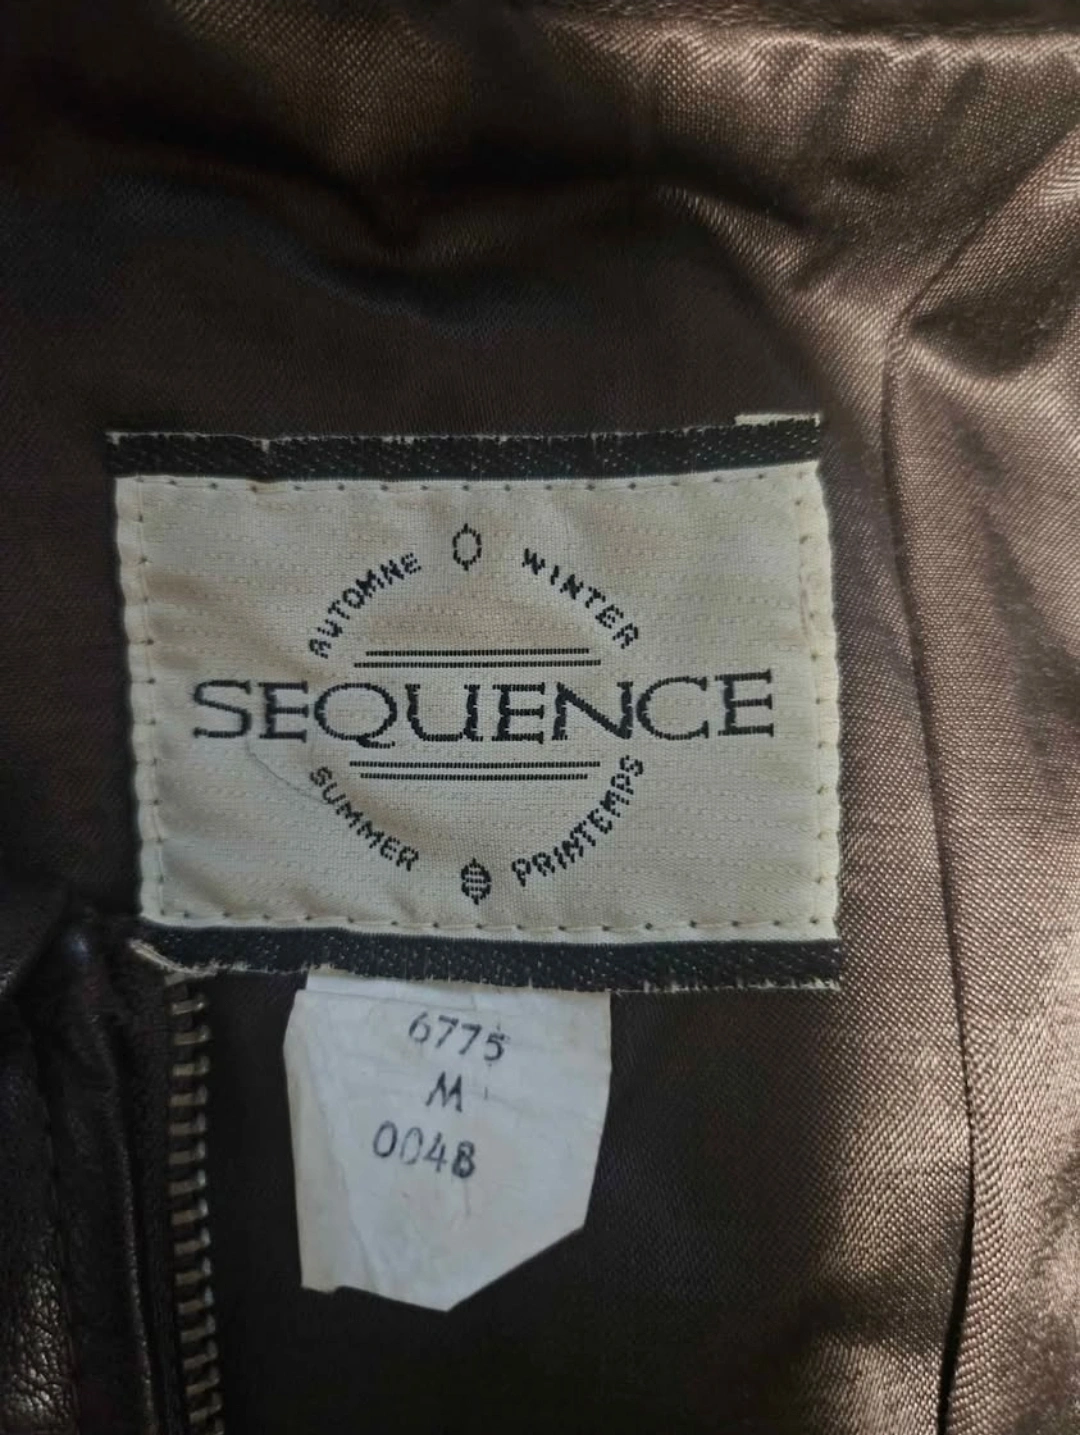 AUTOMNE
WINTER
SEQUENCE
SUMMER
PRINTEMPS
6775
M
0048